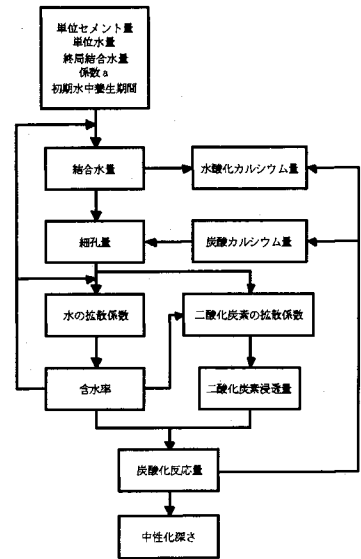 単位セメント量
単位水量
終局結合水量
係数a
初期水中養生期間
結合水量
水酸化カルシウム量
細孔量
炭酸カルシウム量
水の拡散係数
二酸化炭素の拡散係数
含水率
二酸化炭素浸透量
炭酸化反応量
中性化深さ